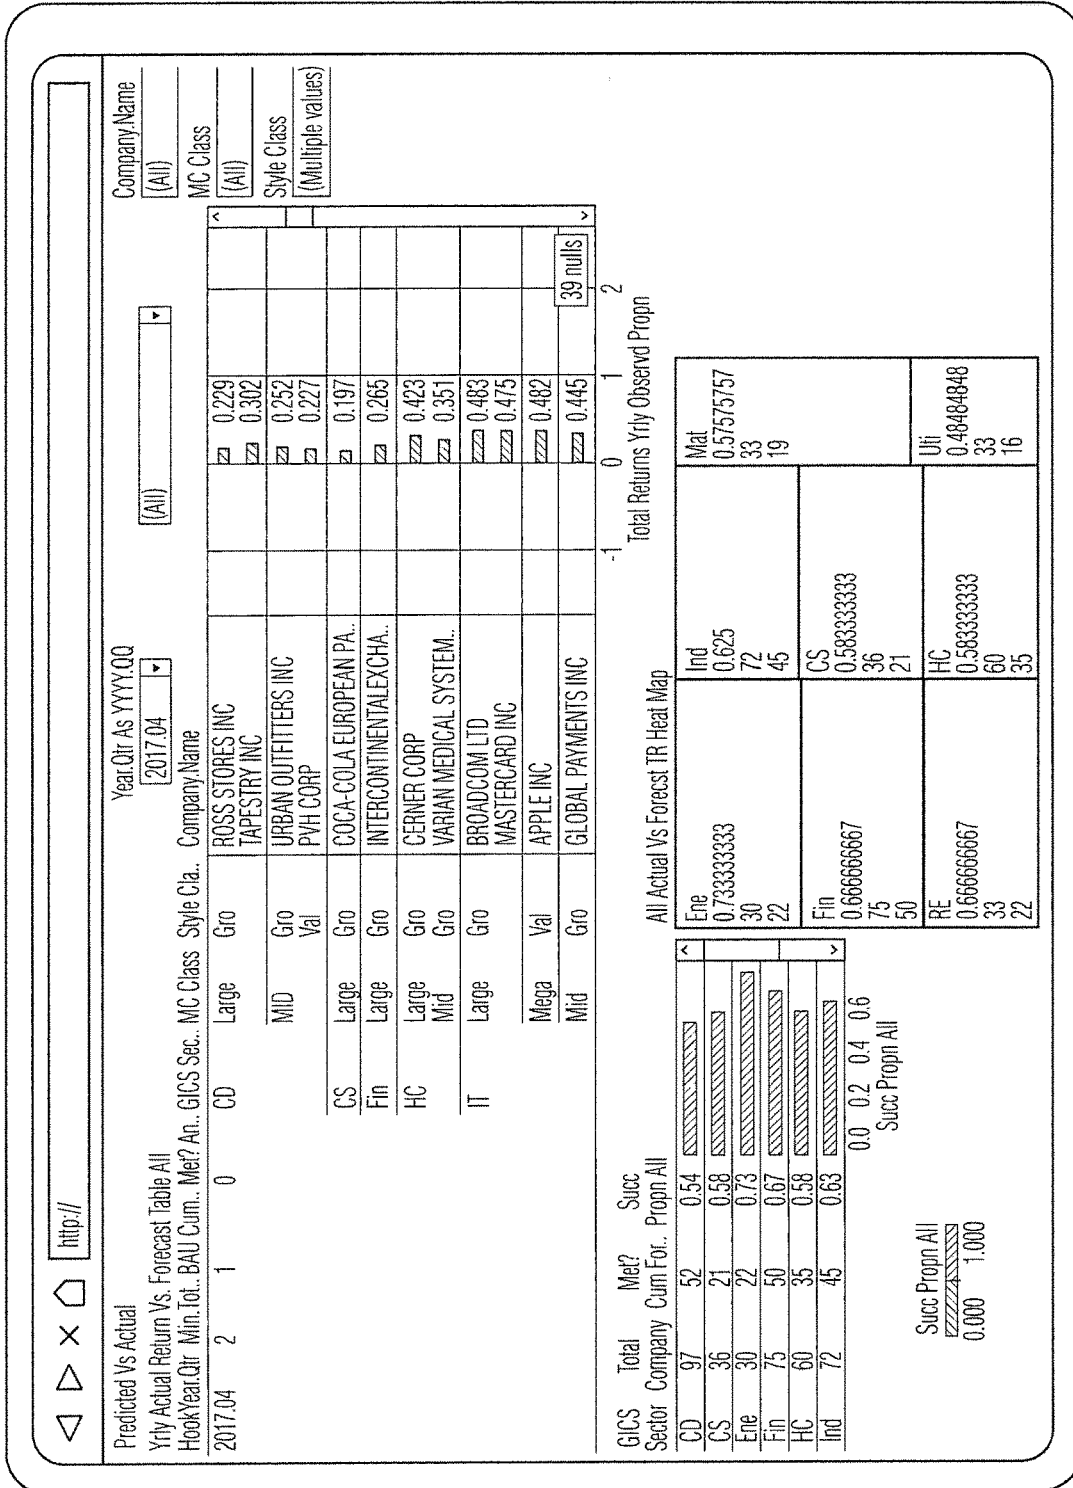 http://
Predicted Vs Actual
Year.Qtr As YYYY.QQ
2017.04
(All)
Company.Name
(All)
MC Class
(All)
Style Class
(Multiple values)
Yrly Actual Return Vs. Forecast Table All
HookYear.Qtr Min.Tot.. BAU Cum.. Met? An.. GICS Sec.. MC Class Style Cla.. Company.Name
2017.04 2 1 0 CD Large Gro ROSS STORES INC 0.229
TAPESTRY INC 0.302
MID Gro URBAN OUTFITTERS INC 0.252
Val PVH CORP 0.227
CS Large Gro COCA-COLA EUROPEAN PA.. 0.197
Fin Large Gro INTERCONTINENTALEXCHA.. 0.265
HC Large Gro CERNER CORP 0.423
Mid Gro VARIAN MEDICAL SYSTEM.. 0.351
IT Large Gro BROADCOM LTD 0.483
MASTERCARD INC 0.475
Mega Val APPLE INC 0.482
Mid Gro GLOBAL PAYMENTS INC 0.445
39 nulls
-1 0 1 2
Total Returns Yrly Observd Propn
GICS Total Met? Succ
Sector Company Cum For.. Propn All
CD 97 52 0.54
CS 36 21 0.58
Ene 30 22 0.73
Fin 75 50 0.67
HC 60 35 0.58
Ind 72 45 0.63
0.0 0.2 0.4 0.6
Succ Propn All
Succ Propn All
0.000 1.000
All Actual Vs Forecst TR Heat Map
Ene
0.733333333
30
22
Fin
0.666666667
75
50
RE
0.666666667
33
22
Ind
0.625
72
45
CS
0.583333333
36
21
HC
0.583333333
60
35
Mat
0.57575757
33
19
Uti
0.48484848
33
16